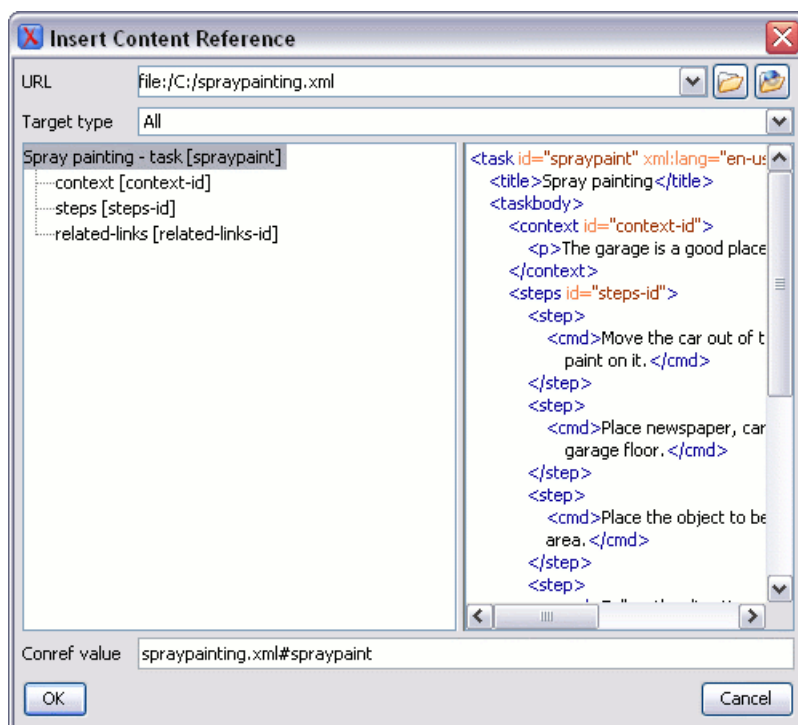 Insert Content Reference
URL
file:/C:/spraypainting.xml
Target type
All
Spray painting - task [spraypaint]
context [context-id]
steps [steps-id]
related-links [related-links-id]
<task id="spraypaint" xml:lang="en-us
<title>Spray painting</title>
<taskbody>
<context id="context-id">
<p>The garage is a good place
</context>
<steps id="steps-id">
<step>
<cmd>Move the car out of t
paint on it.</cmd>
</step>
<step>
<cmd>Place newspaper, car
garage floor.</cmd>
</step>
<step>
<cmd>Place the object to be
area.</cmd>
</step>
<step>
Conref value
spraypainting.xml#spraypaint
OK
Cancel